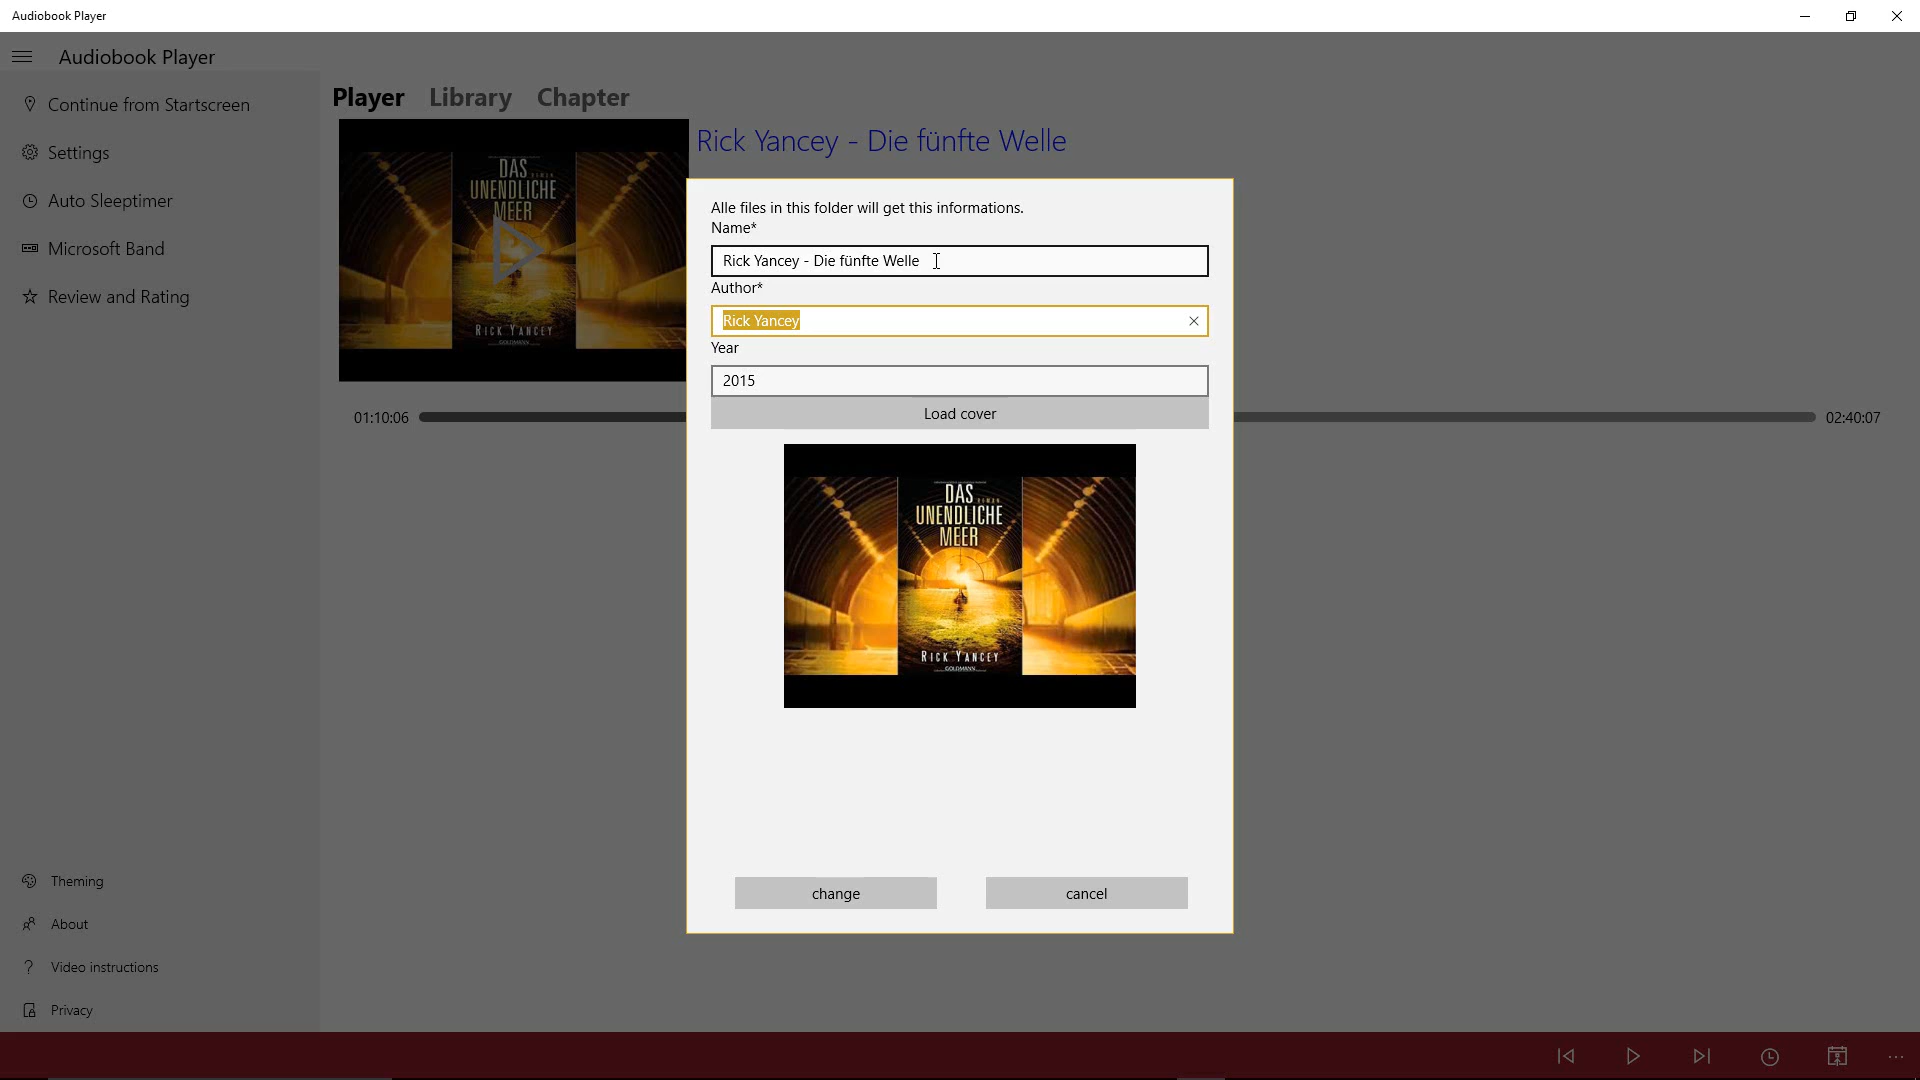 Audiobook Player
Audiobook Player
Continue from Startscreen
Settings
Auto Sleeptimer
Microsoft Band
Review and Rating
Theming
About
Video instructions
Privacy
Player Library Chapter
DAS
ROMAN
UNENDLICHE
MEER
RICK YANCEY
GOLDMANN
Rick Yancey - Die fünfte Welle
01:10:06
02:40:07
Alle files in this folder will get this informations.
Name*
Rick Yancey - Die fünfte Welle
Author*
Rick Yancey
Year
2015
Load cover
DAS
ROMAN
UNENDLICHE
MEER
RICK YANCEY
GOLDMANN
change
cancel